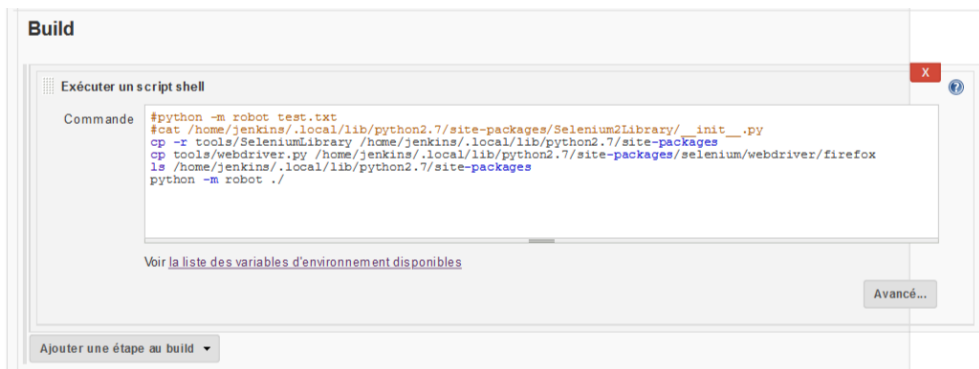 Build
X
Exécuter un script shell
Commande
#python -m robot test.txt
#cat /home/jenkins/.local/lib/python2.7/site-packages/Selenium2Library/__init__.py
cp -r tools/SeleniumLibrary /home/jenkins/.local/lib/python2.7/site-packages
cp tools/webdriver.py /home/jenkins/.local/lib/python2.7/site-packages/selenium/webdriver/firefox
ls /home/jenkins/.local/lib/python2.7/site-packages
python -m robot ./
Voir la liste des variables d'environnement disponibles
Avancé...
Ajouter une étape au build